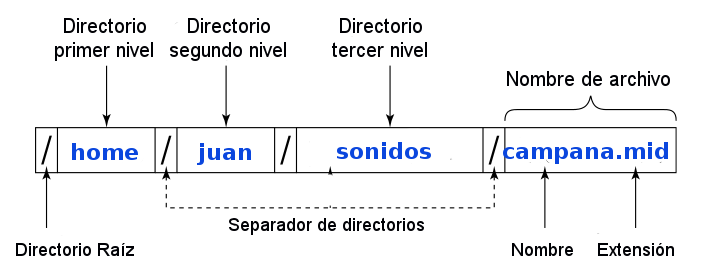 Directorio
primer nivel
Directorio
segundo nivel
Directorio
tercer nivel
Nombre de archivo
/ home / juan / sonidos / campana.mid
Separador de directorios
Directorio Raíz
Nombre
Extensión